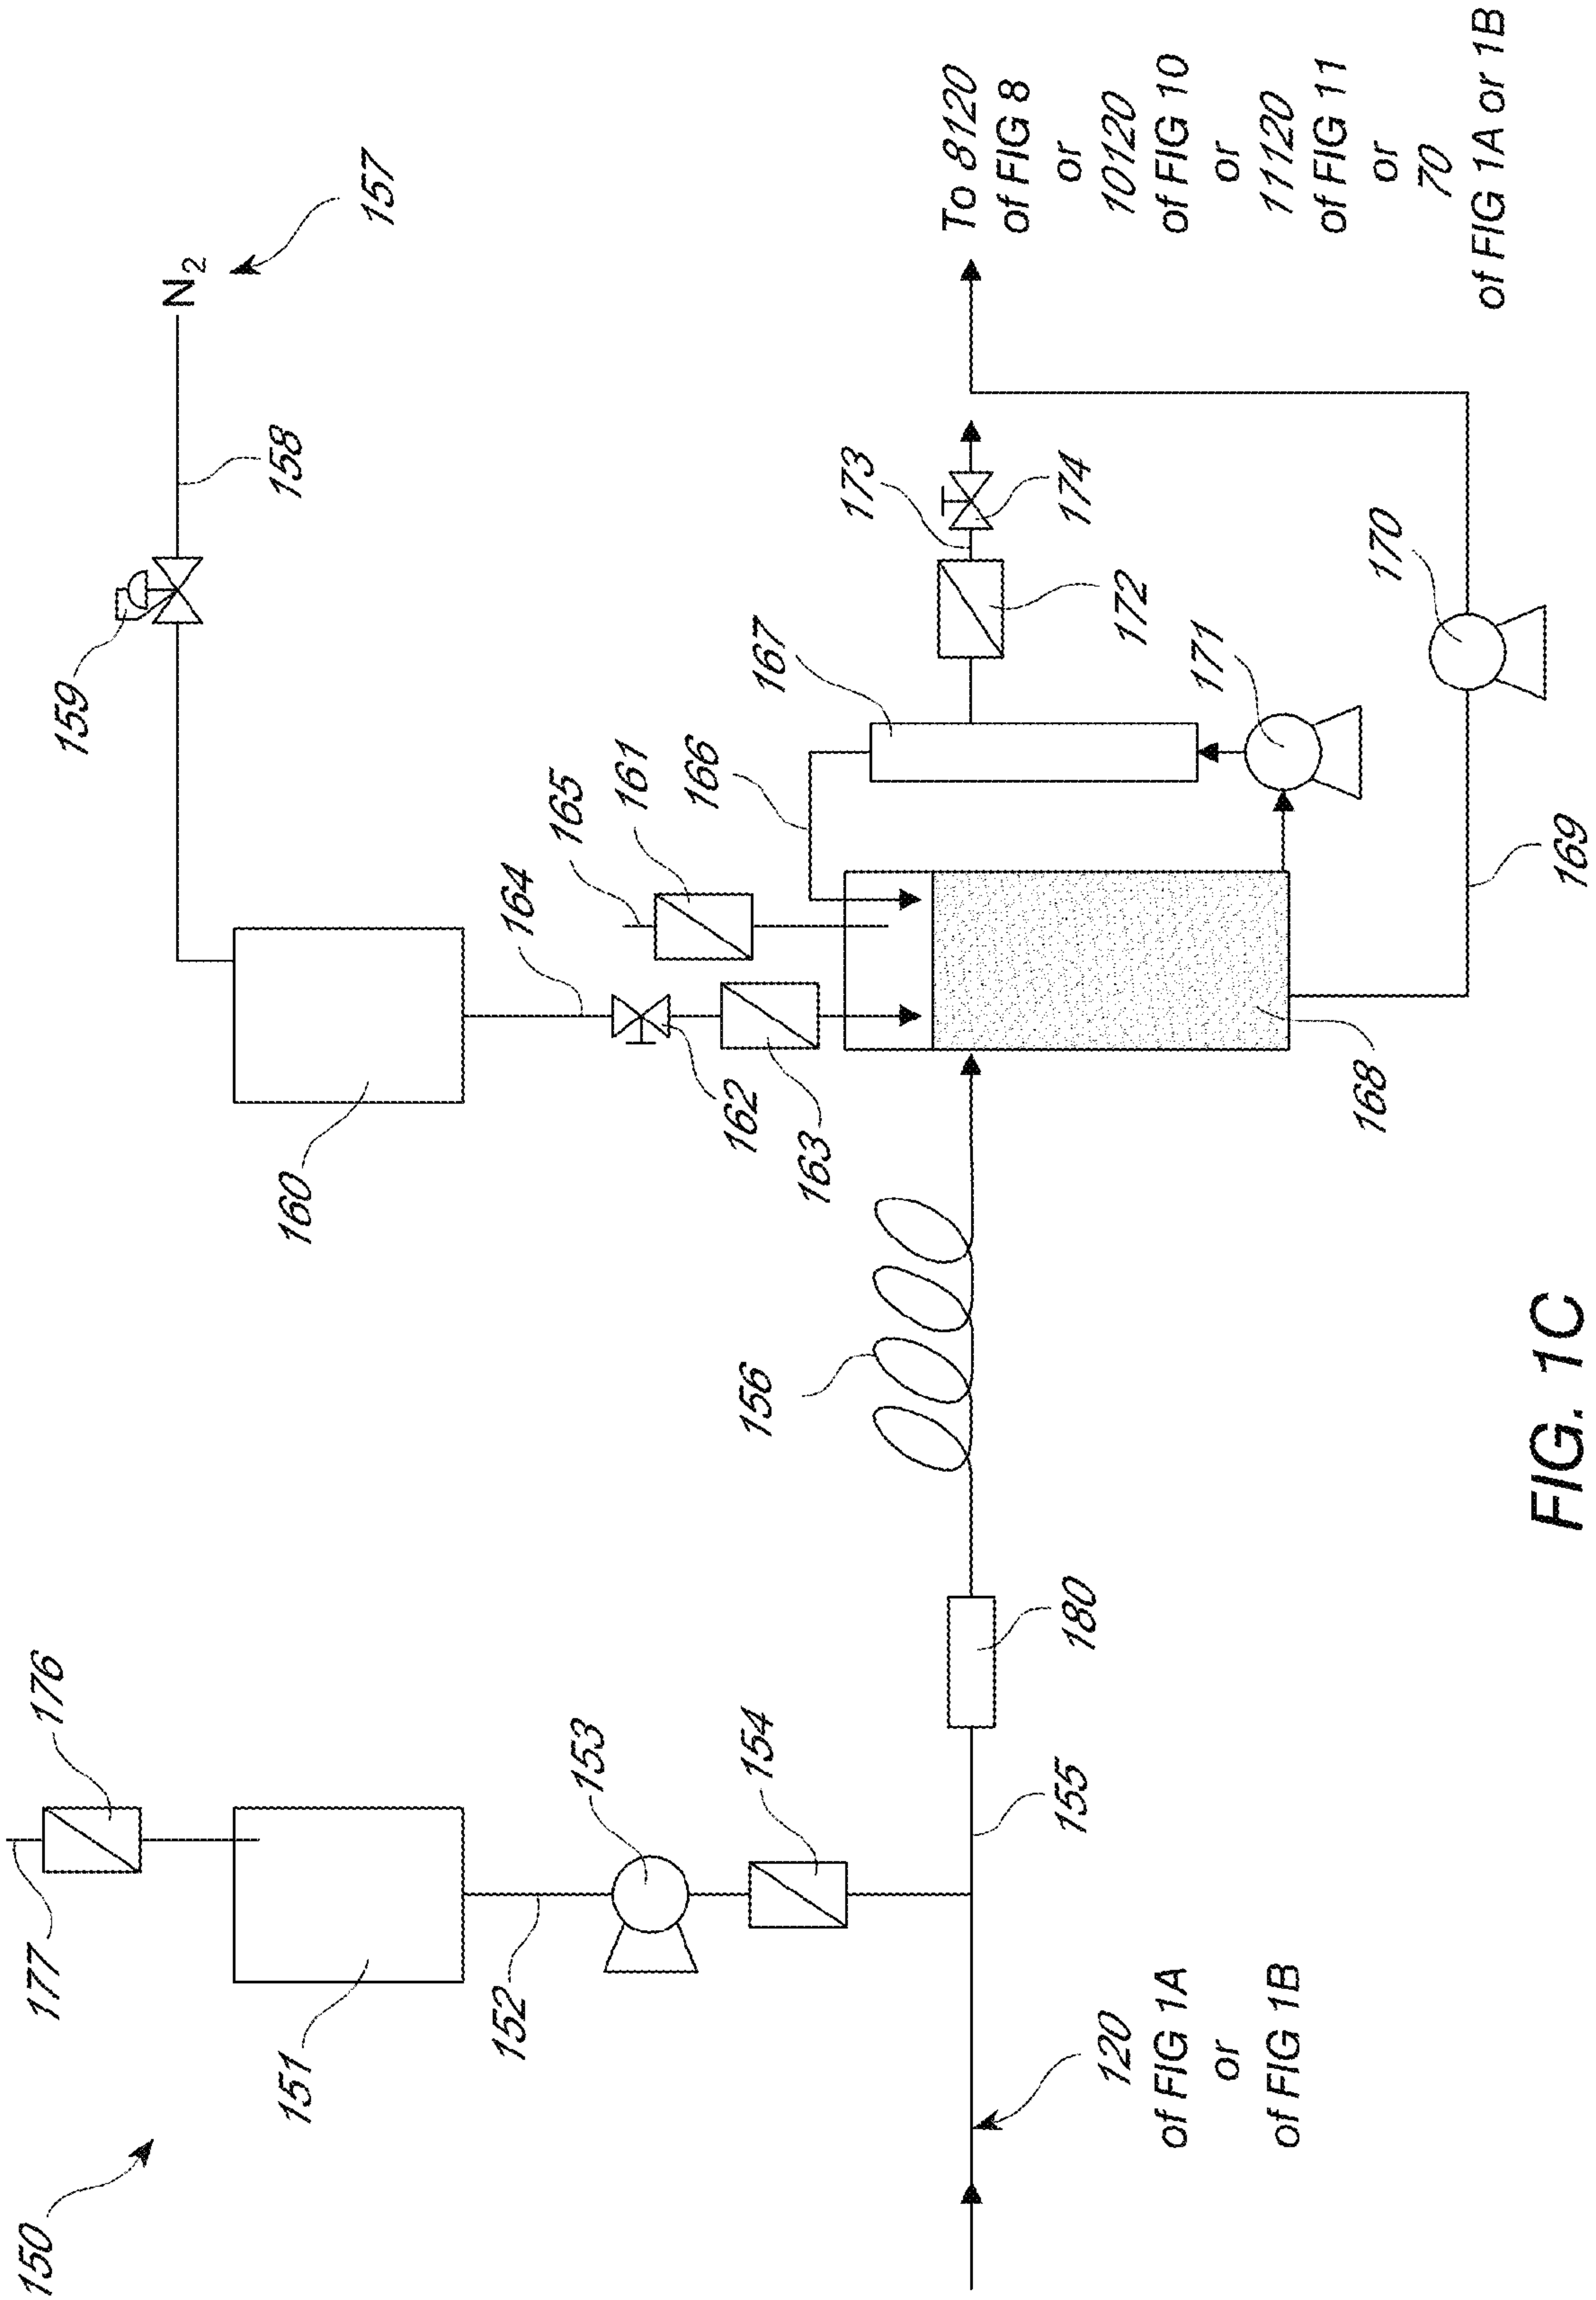 150
177
176
151
152
153
154
120
of FIG 1A
or
of FIG 1B
155
180
156
160
159
158
N2
157
164
165
161
162
163
166
167
168
171
172
173
174
169
170
To 8120
of FIG 8
or
10120
of FIG 10
or
11120
of FIG 11
or
70
of FIG 1A or 1B
FIG. 1C